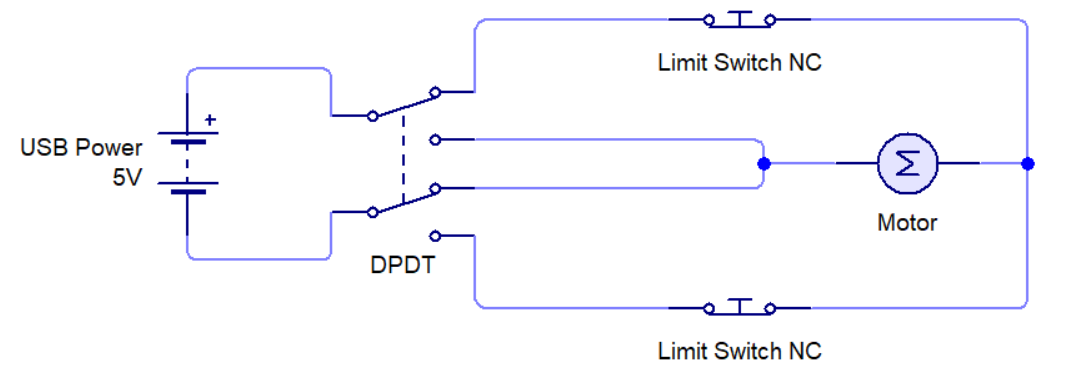 Limit Switch NC
+
USB Power
5V
Σ
Motor
DPDT
Limit Switch NC